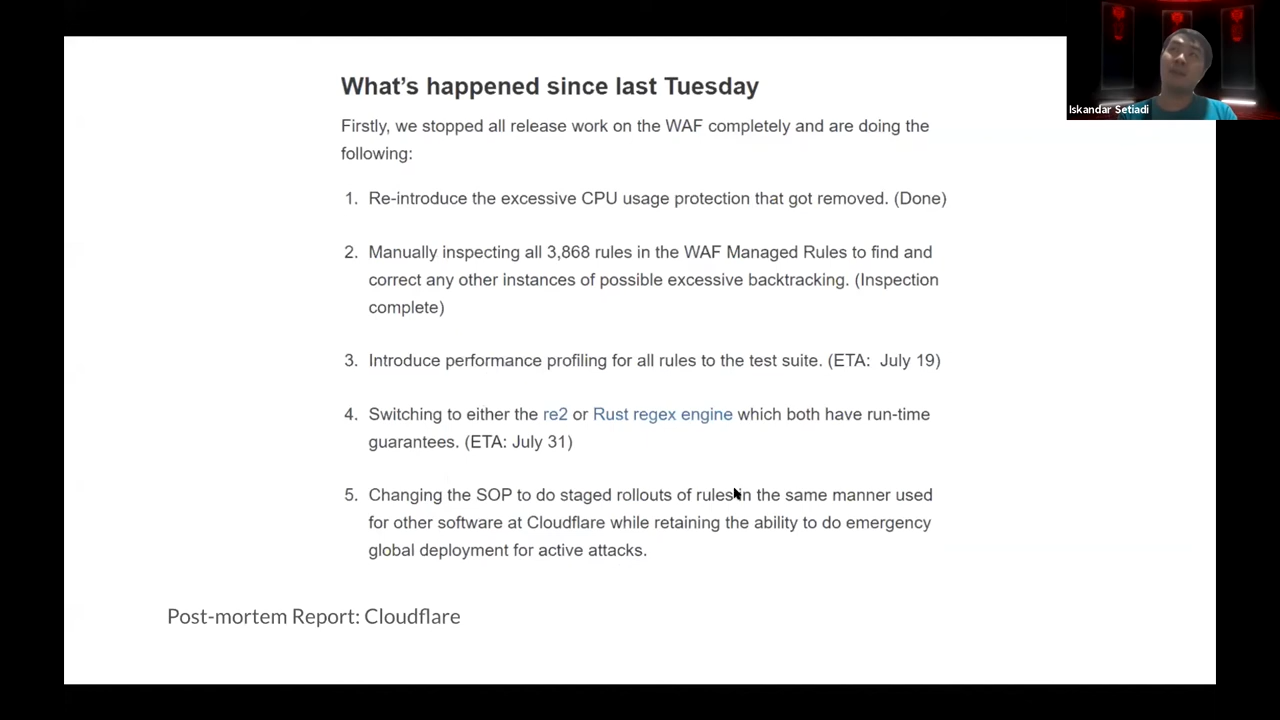 What's happened since last Tuesday
Iskandar Setiadi
Firstly, we stopped all release work on the WAF completely and are doing the
following:
1. Re-introduce the excessive CPU usage protection that got removed. (Done)
2. Manually inspecting all 3,868 rules in the WAF Managed Rules to find and
correct any other instances of possible excessive backtracking. (Inspection
complete)
3. Introduce performance profiling for all rules to the test suite. (ETA: July 19)
4. Switching to either the re2 or Rust regex engine which both have run-time
guarantees. (ETA: July 31)
5. Changing the SOP to do staged rollouts of rules in the same manner used
for other software at Cloudflare while retaining the ability to do emergency
global deployment for active attacks.
Post-mortem Report: Cloudflare